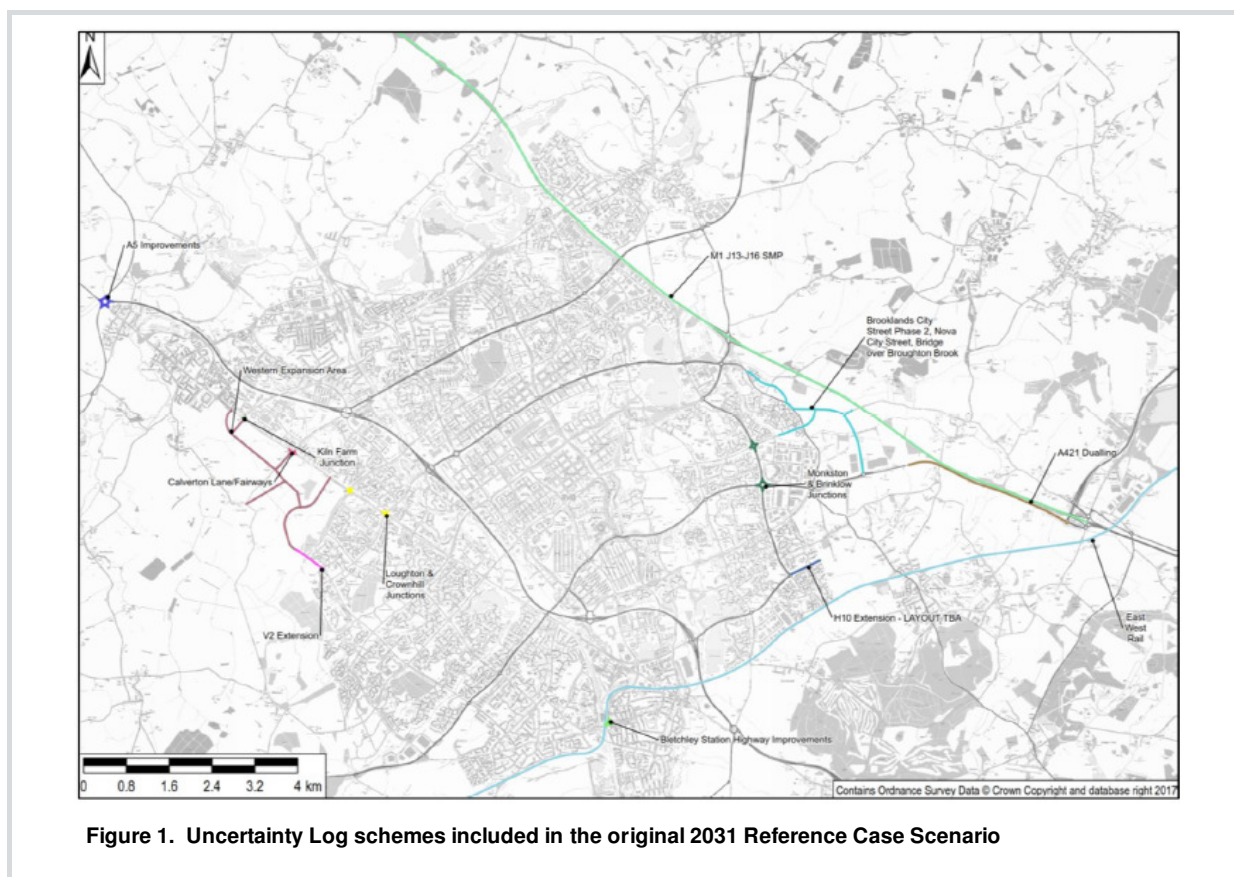 N
A5 Improvements
M1 J13-J16 SMP
Brooklands City
Street Phase 2, Nova
City Street, Bridge
over Broughton Brook
Western Expansion Area
Kiln Farm
Junction
Calverton Lane/Fairways
A421 Dualling
Monkston
& Brinklow
Junctions
Loughton &
Crownhill
Junctions
V2 Extension
H10 Extension - LAYOUT TBA
East
West
Rail
Bletchley Station Highway Improvements
0 0.8 1.6 2.4 3.2 4 km
Contains Ordnance Survey Data © Crown Copyright and database right 2017
Figure 1. Uncertainty Log schemes included in the original 2031 Reference Case Scenario